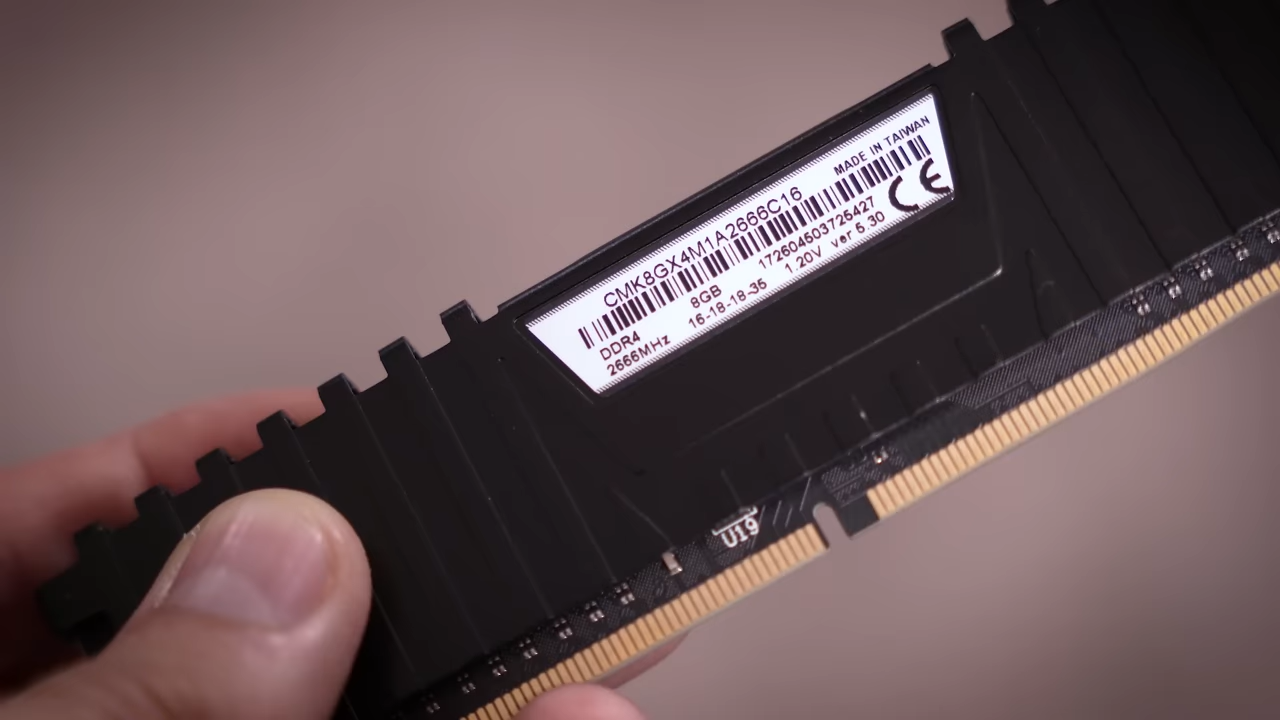 MADE IN TAIWAN
CMK8GX4M1A2666C16
CE
DDR4 8GB 172604503725427
2666MHz 16-18-18-35 1.20V ver 5.30
U19